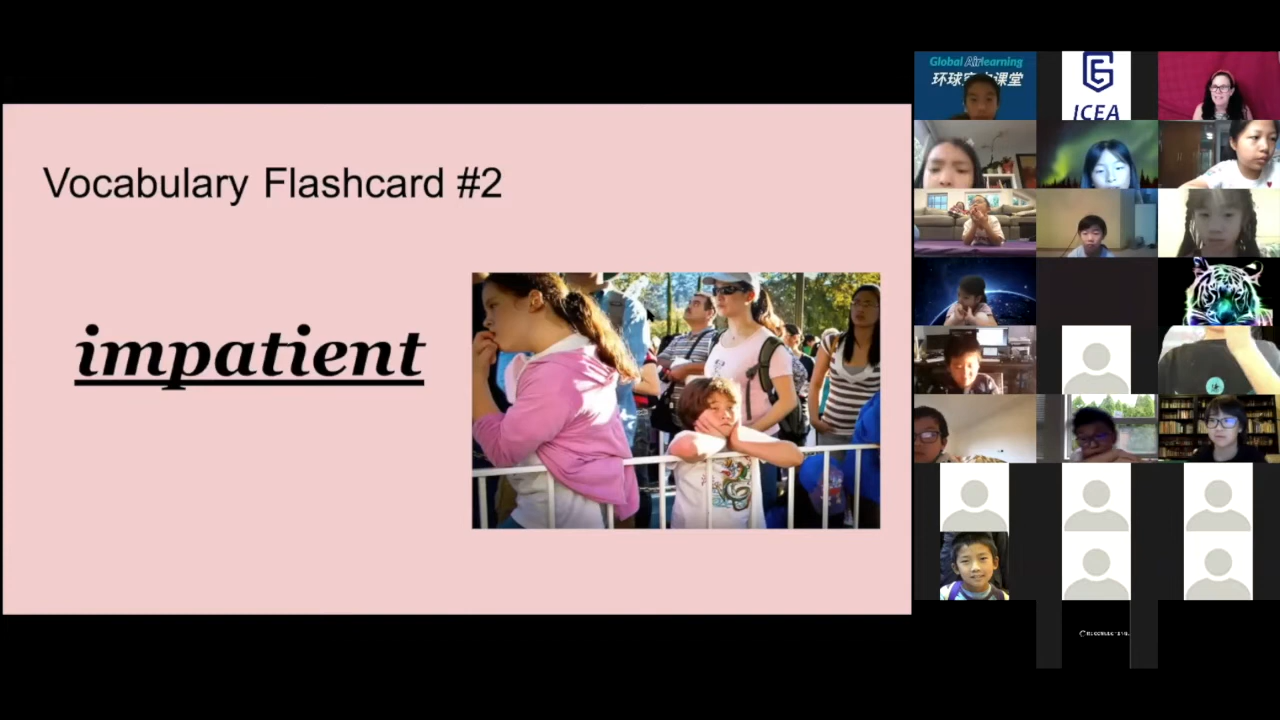 Vocabulary Flashcard #2
impatient
Global Airlearning
环球 课堂
ICEA